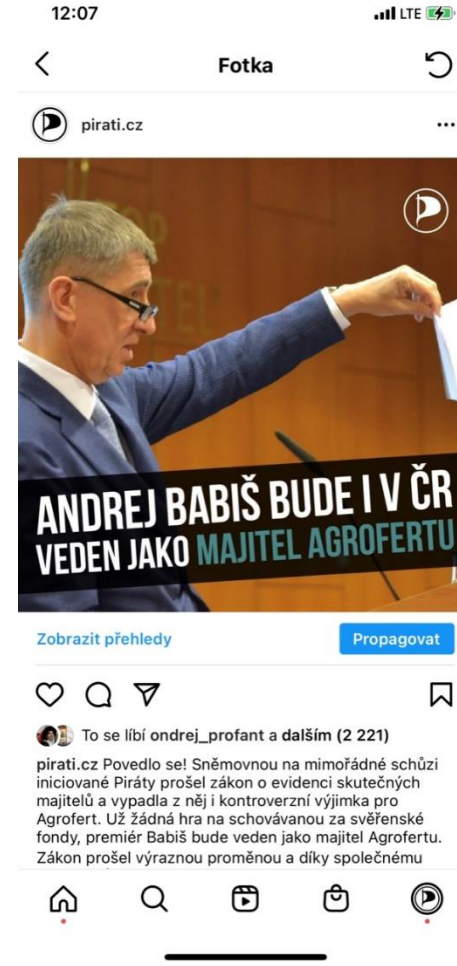 12:07
LTE
Fotka
pirati.cz
ANDREJ BABIŠ BUDE I V ČR
VEDEN JAKO MAJITEL AGROFERTU
Zobrazit přehledy
Propagovat
To se líbí ondrej_profant a dalším (2 221)
pirati.cz Povedlo se! Sněmovnou na mimořádné schůzi
iniciované Piráty prošel zákon o evidenci skutečných
majitelů a vypadla z něj i kontroverzní výjimka pro
Agrofert. Už žádná hra na schovávanou za svěřenské
fondy, premiér Babiš bude veden jako majitel Agrofertu.
Zákon prošel výraznou proměnou a díky společnému